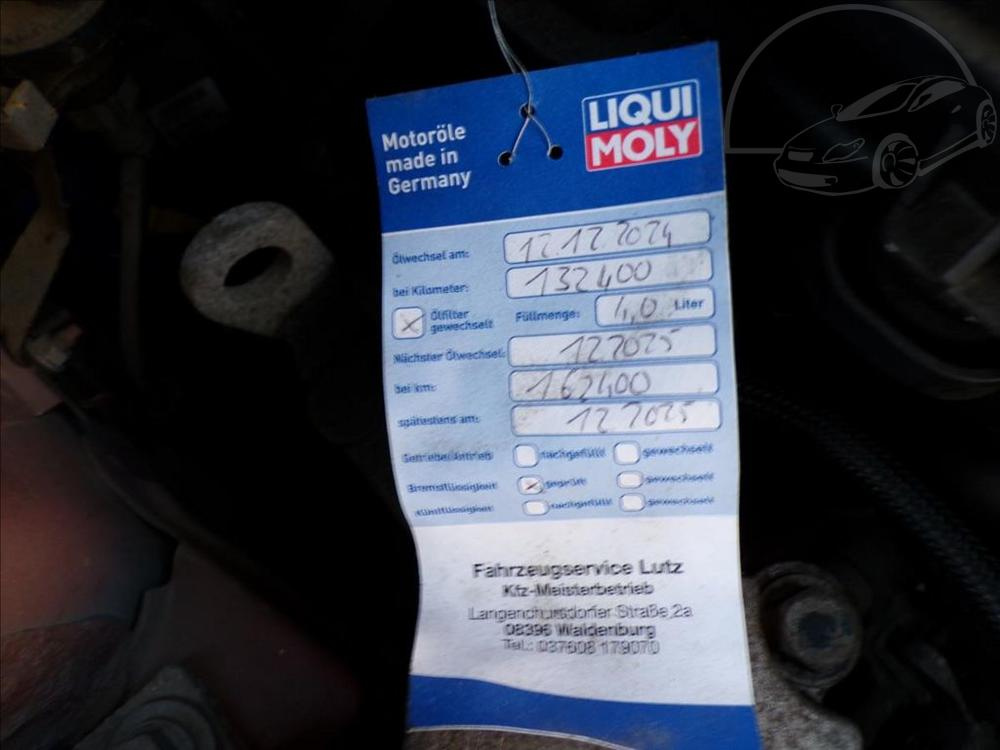 Motoröle
made in
Germany
LIQUI
MOLY
Ölwechsel am: 12.12.2024
bei Kilometer: 132400
Ölfilter
gewechselt
Füllmenge: 4,0 Liter
Nächster Ölwechsel: 12 2025
bei km: 162400
spätestens am: 12 2025
Getriebe/Antrieb nachgefüllt gewechselt
Bremsflüssigkeit geprüft gewechselt
nachgefüllt gewechselt
Fahrzeugservice Lutz
Kfz-Meisterbetrieb
Langenchursdorfer Straße 2a
08396 Waldenburg
Tel.: 037608 179070